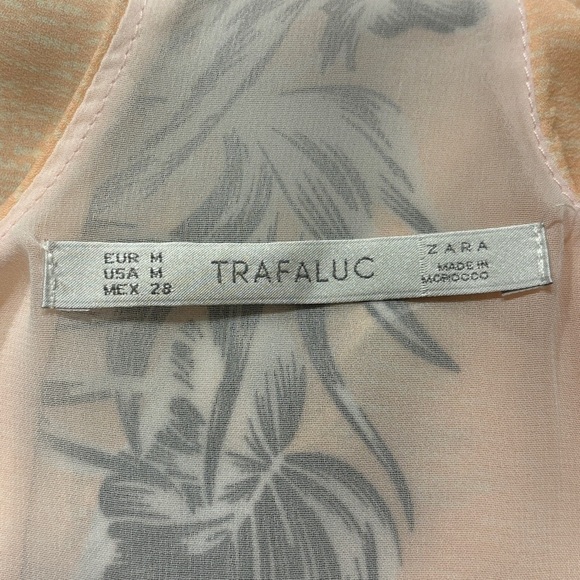 EUR M
USA M
MEX 28
TRAFALUC
ZARA
MADE IN
MOROCCO